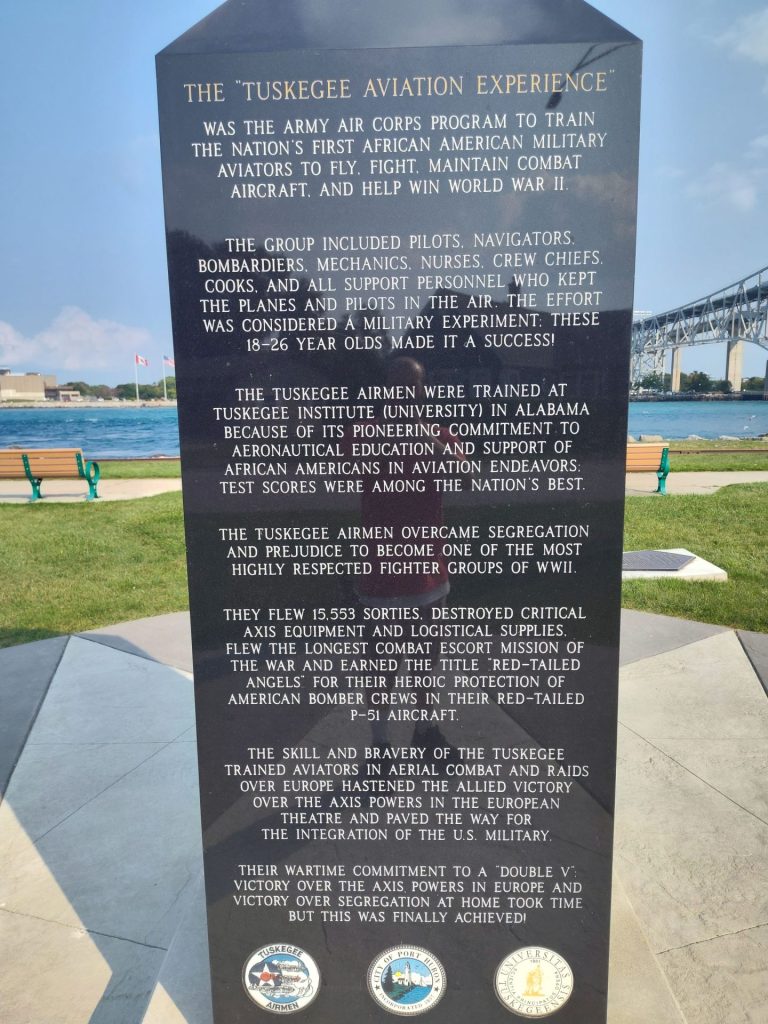 THE "TUSKEGEE AVIATION EXPERIENCE"
WAS THE ARMY AIR CORPS PROGRAM TO TRAIN
THE NATION'S FIRST AFRICAN AMERICAN MILITARY
AVIATORS TO FLY, FIGHT, MAINTAIN COMBAT
AIRCRAFT, AND HELP WIN WORLD WAR II.
THE GROUP INCLUDED PILOTS, NAVIGATORS,
BOMBARDIERS, MECHANICS, NURSES, CREW CHIEFS,
COOKS, AND ALL SUPPORT PERSONNEL WHO KEPT
THE PLANES AND PILOTS IN THE AIR. THE EFFORT
WAS CONSIDERED A MILITARY EXPERIMENT; THESE
18-26 YEAR OLDS MADE IT A SUCCESS!
THE TUSKEGEE AIRMEN WERE TRAINED AT
TUSKEGEE INSTITUTE (UNIVERSITY) IN ALABAMA
BECAUSE OF ITS PIONEERING COMMITMENT TO
AERONAUTICAL EDUCATION AND SUPPORT OF
AFRICAN AMERICANS IN AVIATION ENDEAVORS;
TEST SCORES WERE AMONG THE NATION'S BEST.
THE TUSKEGEE AIRMEN OVERCAME SEGREGATION
AND PREJUDICE TO BECOME ONE OF THE MOST
HIGHLY RESPECTED FIGHTER GROUPS OF WWII.
THEY FLEW 15,553 SORTIES, DESTROYED CRITICAL
AXIS EQUIPMENT AND LOGISTICAL SUPPLIES,
FLEW THE LONGEST COMBAT ESCORT MISSION OF
THE WAR AND EARNED THE TITLE "RED-TAILED
ANGELS" FOR THEIR HEROIC PROTECTION OF
AMERICAN BOMBER CREWS IN THEIR RED-TAILED
P-51 AIRCRAFT.
THE SKILL AND BRAVERY OF THE TUSKEGEE
TRAINED AVIATORS IN AERIAL COMBAT AND RAIDS
OVER EUROPE HASTENED THE ALLIED VICTORY
OVER THE AXIS POWERS IN THE EUROPEAN
THEATRE AND PAVED THE WAY FOR
THE INTEGRATION OF THE U.S. MILITARY.
THEIR WARTIME COMMITMENT TO A "DOUBLE V":
VICTORY OVER THE AXIS POWERS IN EUROPE AND
VICTORY OVER SEGREGATION AT HOME TOOK TIME
BUT THIS WAS FINALLY ACHIEVED!
TUSKEGEE
AIRMEN
CITY OF PORT HURON
INCORPORATED 1857
UNIVERSITAS
TUSKEGEENSIS
1881